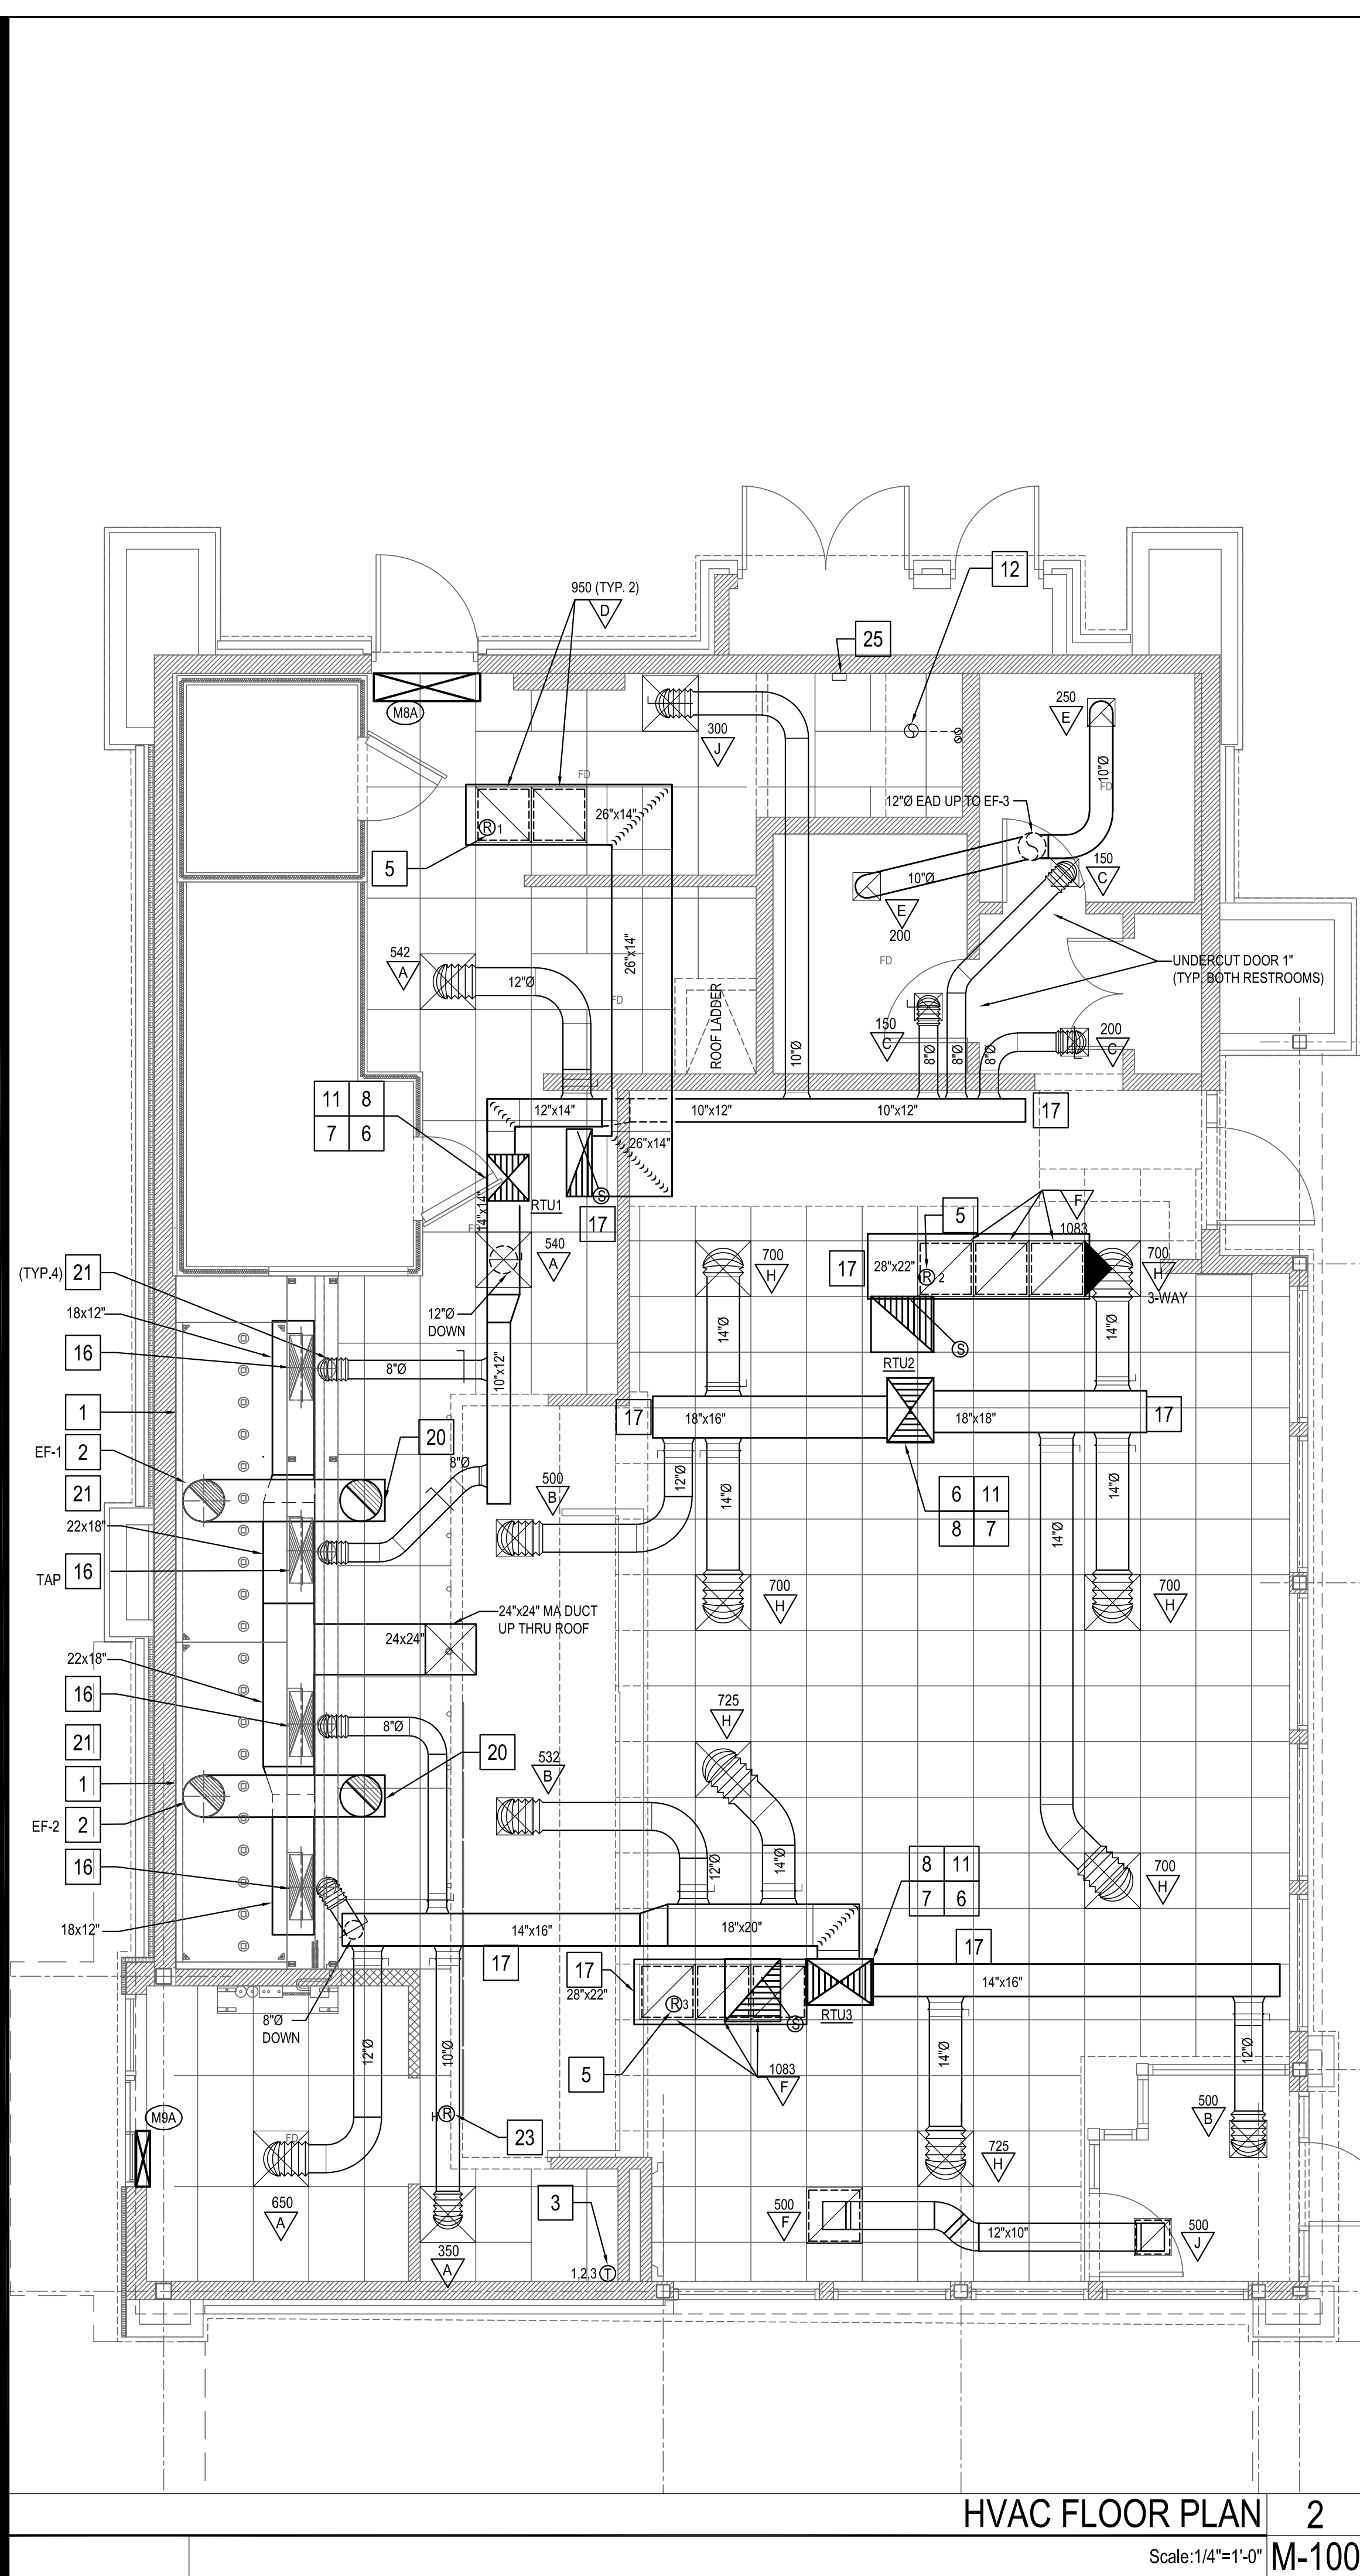 12
950 (TYP. 2)
D
25
M8A
300
J
250
E
10"Ø
FD
FD
26"x14"
12"Ø EAD UP TO EF-3
R 1
5
150
C
10"Ø
E
200
26"x14"
542
A
12"Ø
FD
FD
UNDERCUT DOOR 1"
(TYP. BOTH RESTROOMS)
ROOF LADDER
150
C
200
C
10"Ø
8"Ø
8"Ø
8"Ø
11 8
7 6
12"x14"
10"x12"
10"x12"
17
26"x14"
14"x14"
RTU1
S
17
5
F
1083
540
A
700
H
17
28"x22"
R 2
700
H
3-WAY
(TYP.4) 21
18x12"
12"Ø
DOWN
14"Ø
14"Ø
16
8"Ø
10"x12"
S
RTU2
1
17
18"x16"
18"x18"
17
20
EF-1 2
8"Ø
500
B
12"Ø
14"Ø
14"Ø
21
6 11
8 7
22x18"
14"Ø
TAP 16
700
H
700
H
24"x24" MA DUCT
UP THRU ROOF
24x24"
22x18"
16
725
H
8"Ø
21
20
532
B
1
EF-2 2
16
12"Ø
14"Ø
8 11
7 6
700
H
18x12"
14"x16"
18"x20"
17
17
17
28"x22"
14"x16"
R 3
S
RTU3
8"Ø
DOWN
12"Ø
10"Ø
5
1083
F
14"Ø
12"Ø
M9A
R
23
500
B
FD
725
H
650
A
350
A
3
500
F
12"x10"
500
J
1,2,3 T
HVAC FLOOR PLAN 2
Scale:1/4"=1'-0" M-100